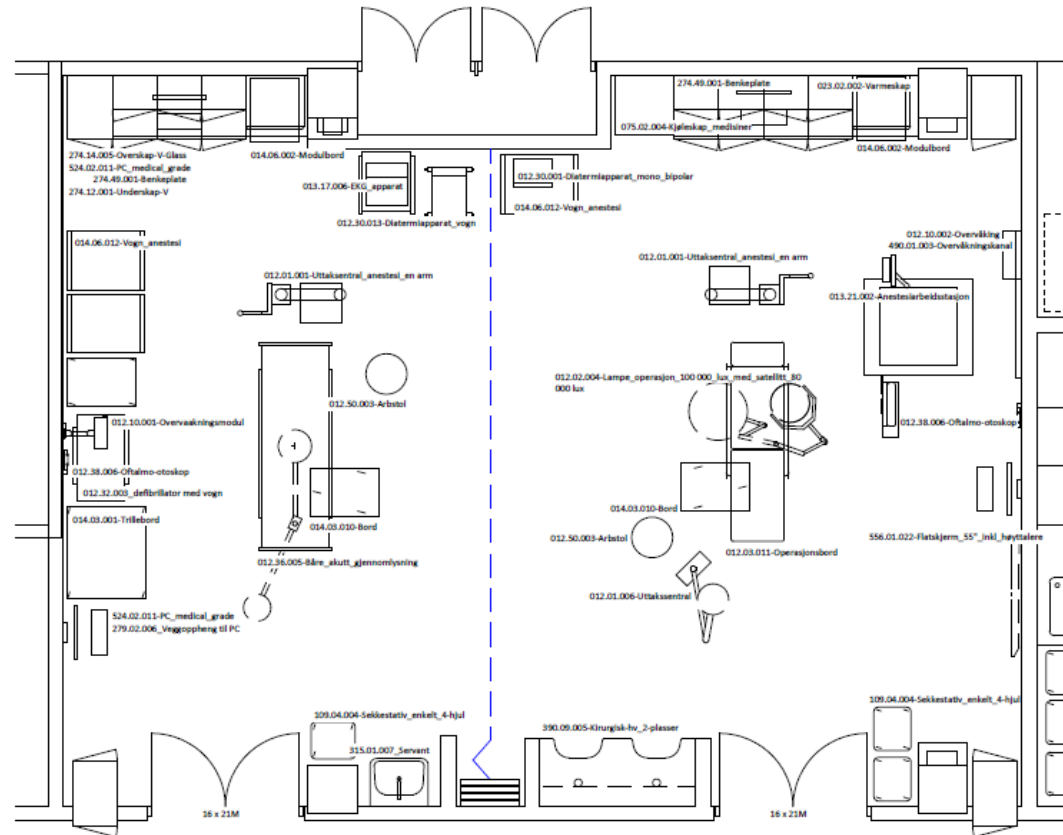 274.49.001-Benkeplate
023.02.002-Varmeskap
075.02.004-Kjøleskap_medisiner
274.14.005-Overskap-V-Glass
524.02.011-PC_medical_grade
274.49.001-Benkeplate
274.12.001-Underskap-V
014.06.002-Modulbord
014.06.002-Modulbord
013.17.006-EKG_apparat
012.30.001-Diatermiapparat_mono_bipolar
014.06.012-Vogn_anestesi
012.30.013-Diatermiapparat_vogn
014.06.012-Vogn_anestesi
012.10.002-Overvåking
490.01.003-Overvåkningskanal
012.01.001-Uttaksentral_anestesi_en arm
012.01.001-Uttaksentral_anestesi_en arm
013.21.002-Anestesiarbeidsstasjon
012.02.004-Lampe_operasjon_100 000_lux_med_satellitt_80
000 lux
012.50.003-Arbstol
012.10.001-Overvaakningsmodul
012.38.006-Oftalmo-otoskop
012.38.006-Oftalmo-otoskop
012.32.003_defibrillator med vogn
014.03.001-Trillebord
014.03.010-Bord
014.03.010-Bord
012.50.003-Arbstol
556.01.022-Flatskjerm_55"_inkl_høyttalere
012.03.011-Operasjonsbord
012.36.005-Båre_akutt_gjennomlysning
012.01.006-Uttakssentral
524.02.011-PC_medical_grade
279.02.006_Veggoppheng til PC
109.04.004-Sekkestativ_enkelt_4-hjul
109.04.004-Sekkestativ_enkelt_4-hjul
390.09.005-Kirurgisk-hv_2-plasser
315.01.007_Servant
16 x 21M
16 x 21M